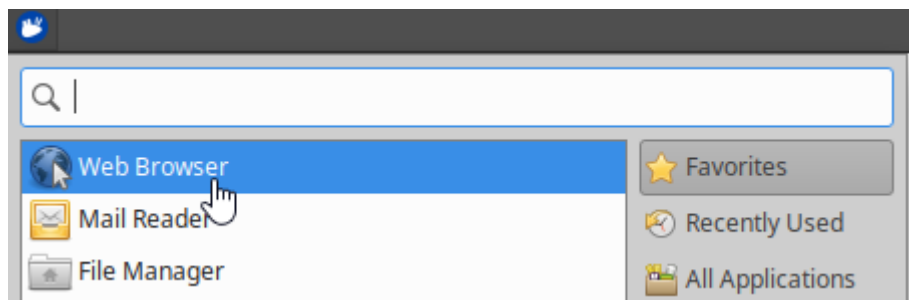 Web Browser
Favorites
Mail Reader
Recently Used
File Manager
All Applications